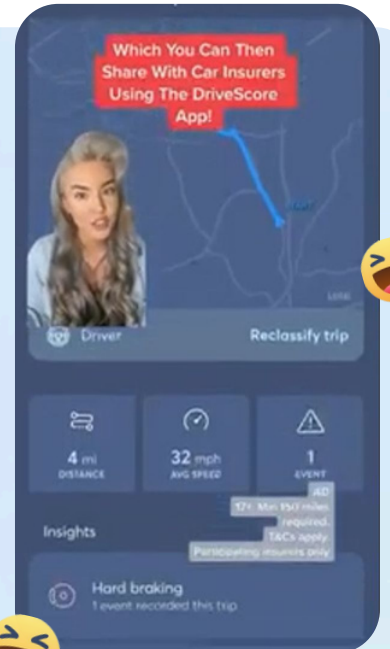 Which You Can Then
Share With Car Insurers
Using The DriveScore
App!
Driver
Reclassify trip
4 mi
DISTANCE
32 mph
AVG SPEED
1
EVENT
AD
17+. Min 150 miles
required.
T&Cs apply.
Participating insurers only
Insights
Hard braking
1 event recorded this trip